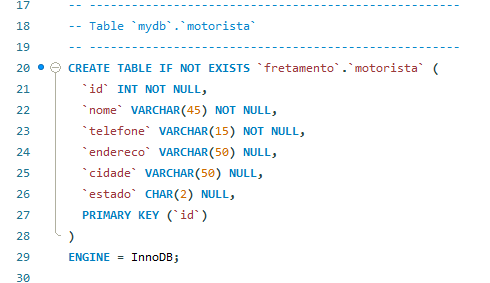 17 -- -----------------------------------------------------
18 -- Table `mydb`.`motorista`
19 -- -----------------------------------------------------
20 CREATE TABLE IF NOT EXISTS `fretamento`.`motorista` (
21 `id` INT NOT NULL,
22 `nome` VARCHAR(45) NOT NULL,
23 `telefone` VARCHAR(15) NOT NULL,
24 `endereco` VARCHAR(50) NULL,
25 `cidade` VARCHAR(50) NULL,
26 `estado` CHAR(2) NULL,
27 PRIMARY KEY (`id`)
28 )
29 ENGINE = InnoDB;
30